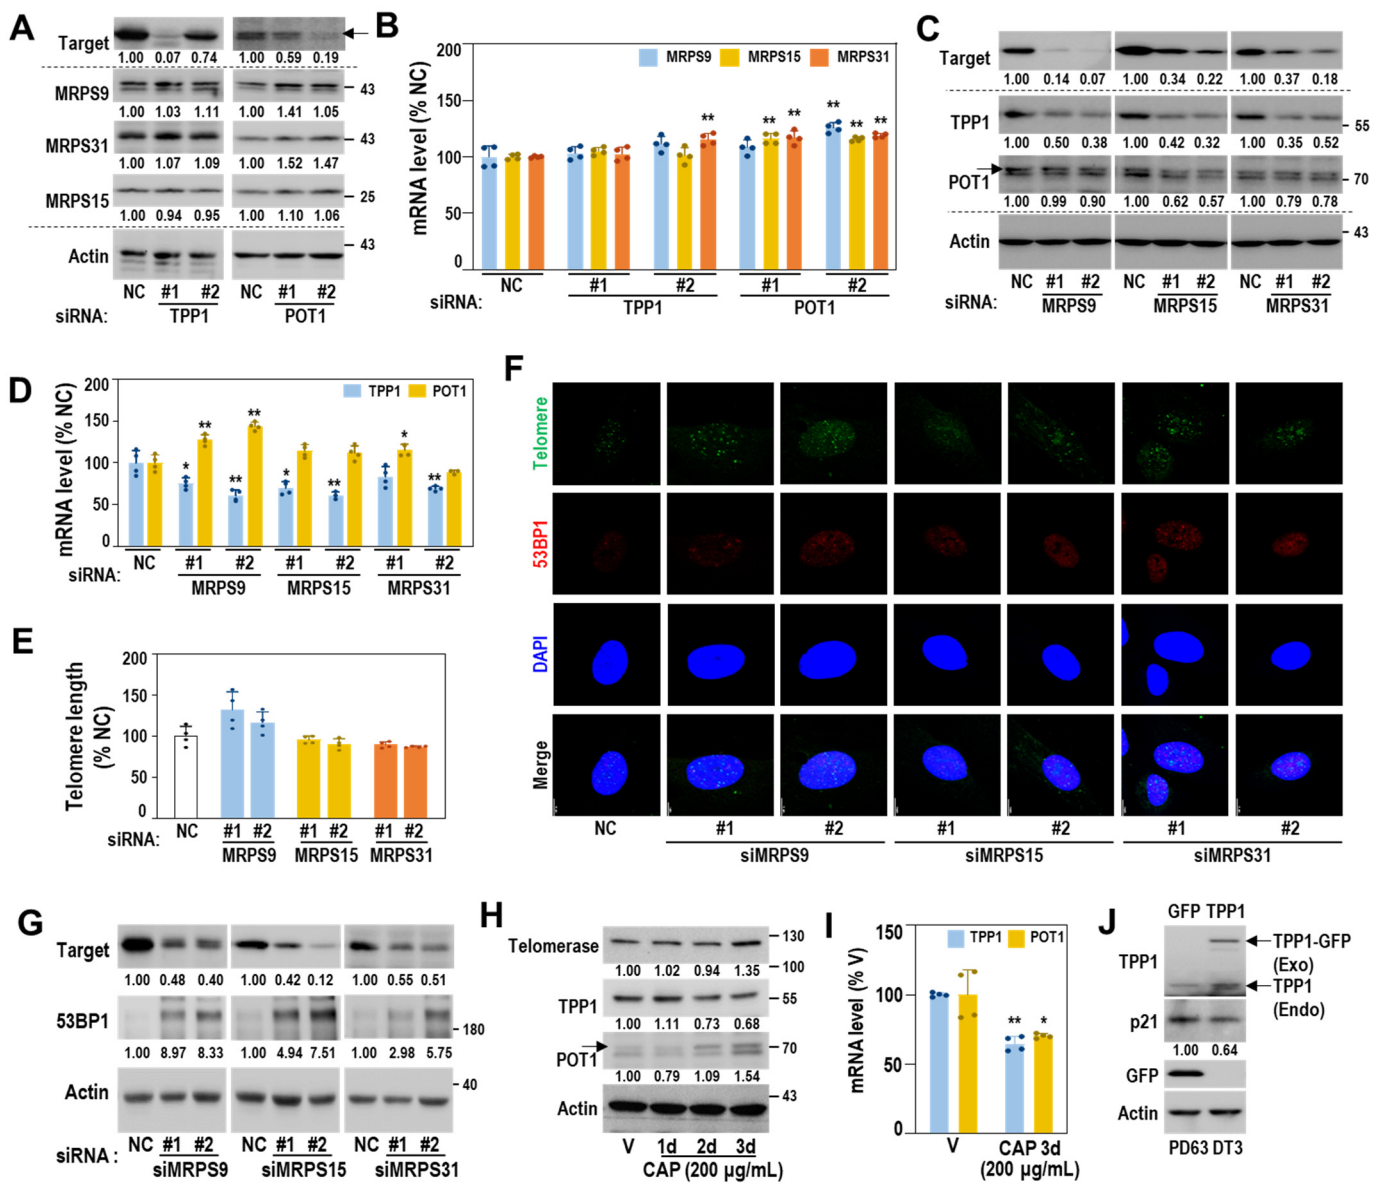 A
Target
1.00 0.07 0.74 1.00 0.59 0.19
MRPS9
43
1.00 1.03 1.11 1.00 1.41 1.05
MRPS31
43
1.00 1.07 1.09 1.00 1.52 1.47
MRPS15
25
1.00 0.94 0.95 1.00 1.10 1.06
43
Actin
NC #1 #2 NC #1 #2
siRNA: TPP1 POT1
B
mRNA level (% NC)
200
150
100
50
0
MRPS9 MRPS15 MRPS31
** ** ** ** ** **
NC #1 #2 #1 #2
siRNA: TPP1 POT1
C
Target
1.00 0.14 0.07 1.00 0.34 0.22 1.00 0.37 0.18
TPP1
55
1.00 0.50 0.38 1.00 0.42 0.32 1.00 0.35 0.52
POT1
70
1.00 0.99 0.90 1.00 0.62 0.57 1.00 0.79 0.78
43
Actin
NC #1 #2 NC #1 #2 NC #1 #2
siRNA: MRPS9 MRPS15 MRPS31
D
mRNA level (% NC)
200
150
100
50
0
TPP1 POT1
* ** ** ** * ** * **
NC #1 #2 #1 #2 #1 #2
siRNA: MRPS9 MRPS15 MRPS31
E
Telomere length
(% NC)
200
150
100
50
0
NC #1 #2 #1 #2 #1 #2
siRNA: MRPS9 MRPS15 MRPS31
F
Telomere
53BP1
DAPI
Merge
NC #1 #2 #1 #2 #1 #2
siMRPS9 siMRPS15 siMRPS31
G
Target
1.00 0.48 0.40 1.00 0.42 0.12 1.00 0.55 0.51
53BP1
180
1.00 8.97 8.33 1.00 4.94 7.51 1.00 2.98 5.75
40
Actin
NC #1 #2 NC #1 #2 NC #1 #2
siRNA : siMRPS9 siMRPS15 siMRPS31
H
130
Telomerase
100
1.00 1.02 0.94 1.35
TPP1
55
1.00 1.11 0.73 0.68
70
POT1
1.00 0.79 1.09 1.54
43
Actin
V 1d 2d 3d
CAP (200 µg/mL)
I
mRNA level (% V)
150
100
50
0
TPP1 POT1
** *
V CAP 3d
(200 µg/mL)
J
GFP TPP1
TPP1
TPP1-GFP
(Exo)
TPP1
(Endo)
p21
1.00 0.64
GFP
Actin
PD63 DT3